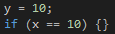 y = 10;
if (x == 10) {}